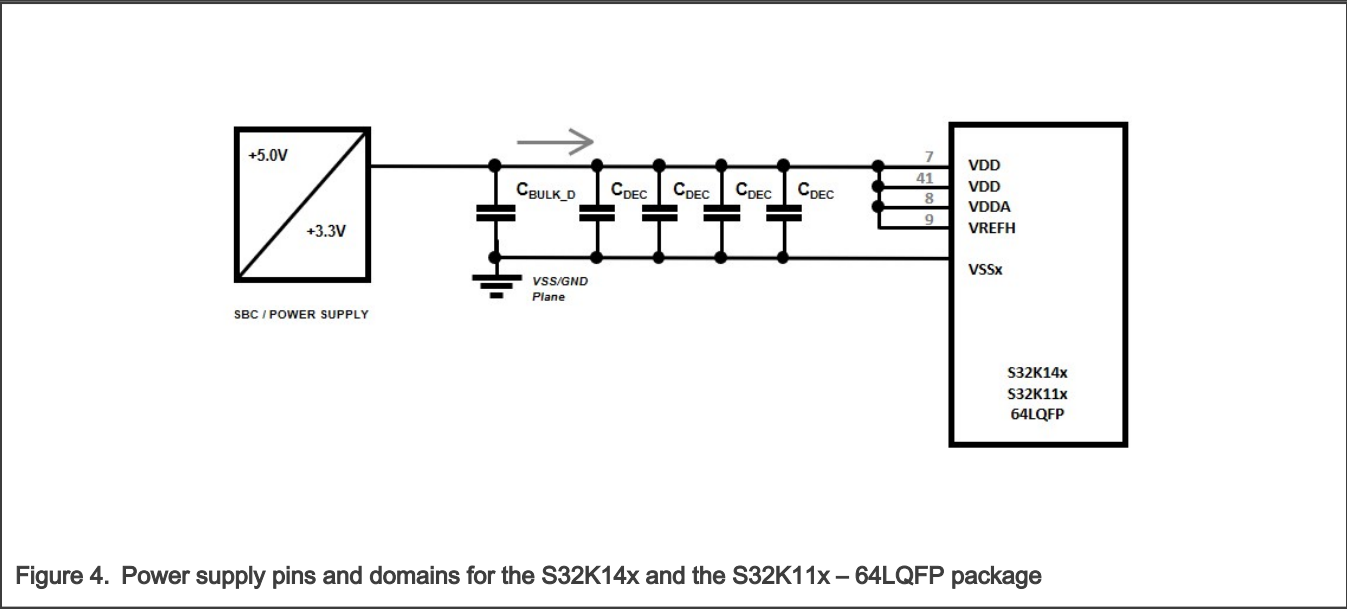 +5.0V
+3.3V
SBC / POWER SUPPLY
CBULK_D
CDEC
CDEC
CDEC
CDEC
VSS/GND
Plane
7
VDD
41
VDD
8
VDDA
9
VREFH
VSSx
S32K14x
S32K11x
64LQFP
Figure 4. Power supply pins and domains for the S32K14x and the S32K11x – 64LQFP package